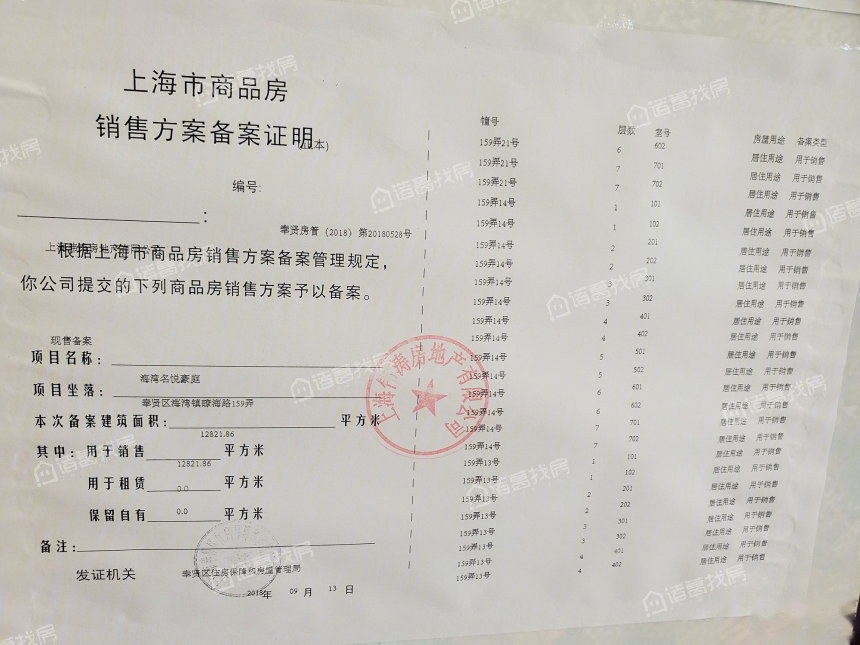 上海市商品房
销售方案备案证明
(正本)
编号:
奉贤房管 (2018) 第20180528号
:
根据上海市商品房销售方案备案管理规定，
你公司提交的下列商品房销售方案予以备案。
现售备案
项目名称：
海湾名悦豪庭
项目坐落：
奉贤区海湾镇瞭海路159弄
本次备案建筑面积： 平方米
12821.86
其中：用于销售 平方米
12821.86
用于租赁 平方米
0.0
保留自有 平方米
0.0
备注：
发证机关
奉贤区住房保障和房屋管理局
2018年 09 月 13 日
幢号 层数 室号 房屋用途 备案类型
159弄21号 6 602 居住用途 用于销售
159弄21号 7 701 居住用途 用于销售
159弄21号 7 702 居住用途 用于销售
159弄14号 1 101 居住用途 用于销售
159弄14号 1 102 居住用途 用于销售
159弄14号 2 201 居住用途 用于销售
159弄14号 2 202 居住用途 用于销售
159弄14号 3 301 居住用途 用于销售
159弄14号 3 302 居住用途 用于销售
159弄14号 4 401 居住用途 用于销售
159弄14号 4 402 居住用途 用于销售
159弄14号 5 501 居住用途 用于销售
159弄14号 5 502 居住用途 用于销售
159弄14号 6 601 居住用途 用于销售
159弄14号 6 602 居住用途 用于销售
159弄14号 7 701 居住用途 用于销售
159弄14号 7 702 居住用途 用于销售
159弄13号 1 101 居住用途 用于销售
159弄13号 1 102 居住用途 用于销售
159弄13号 2 201 居住用途 用于销售
159弄13号 2 202 居住用途 用于销售
159弄13号 3 301 居住用途 用于销售
159弄13号 3 302 居住用途 用于销售
159弄13号 4 401 居住用途 用于销售
159弄13号 4 402 居住用途 用于销售
诸葛找房